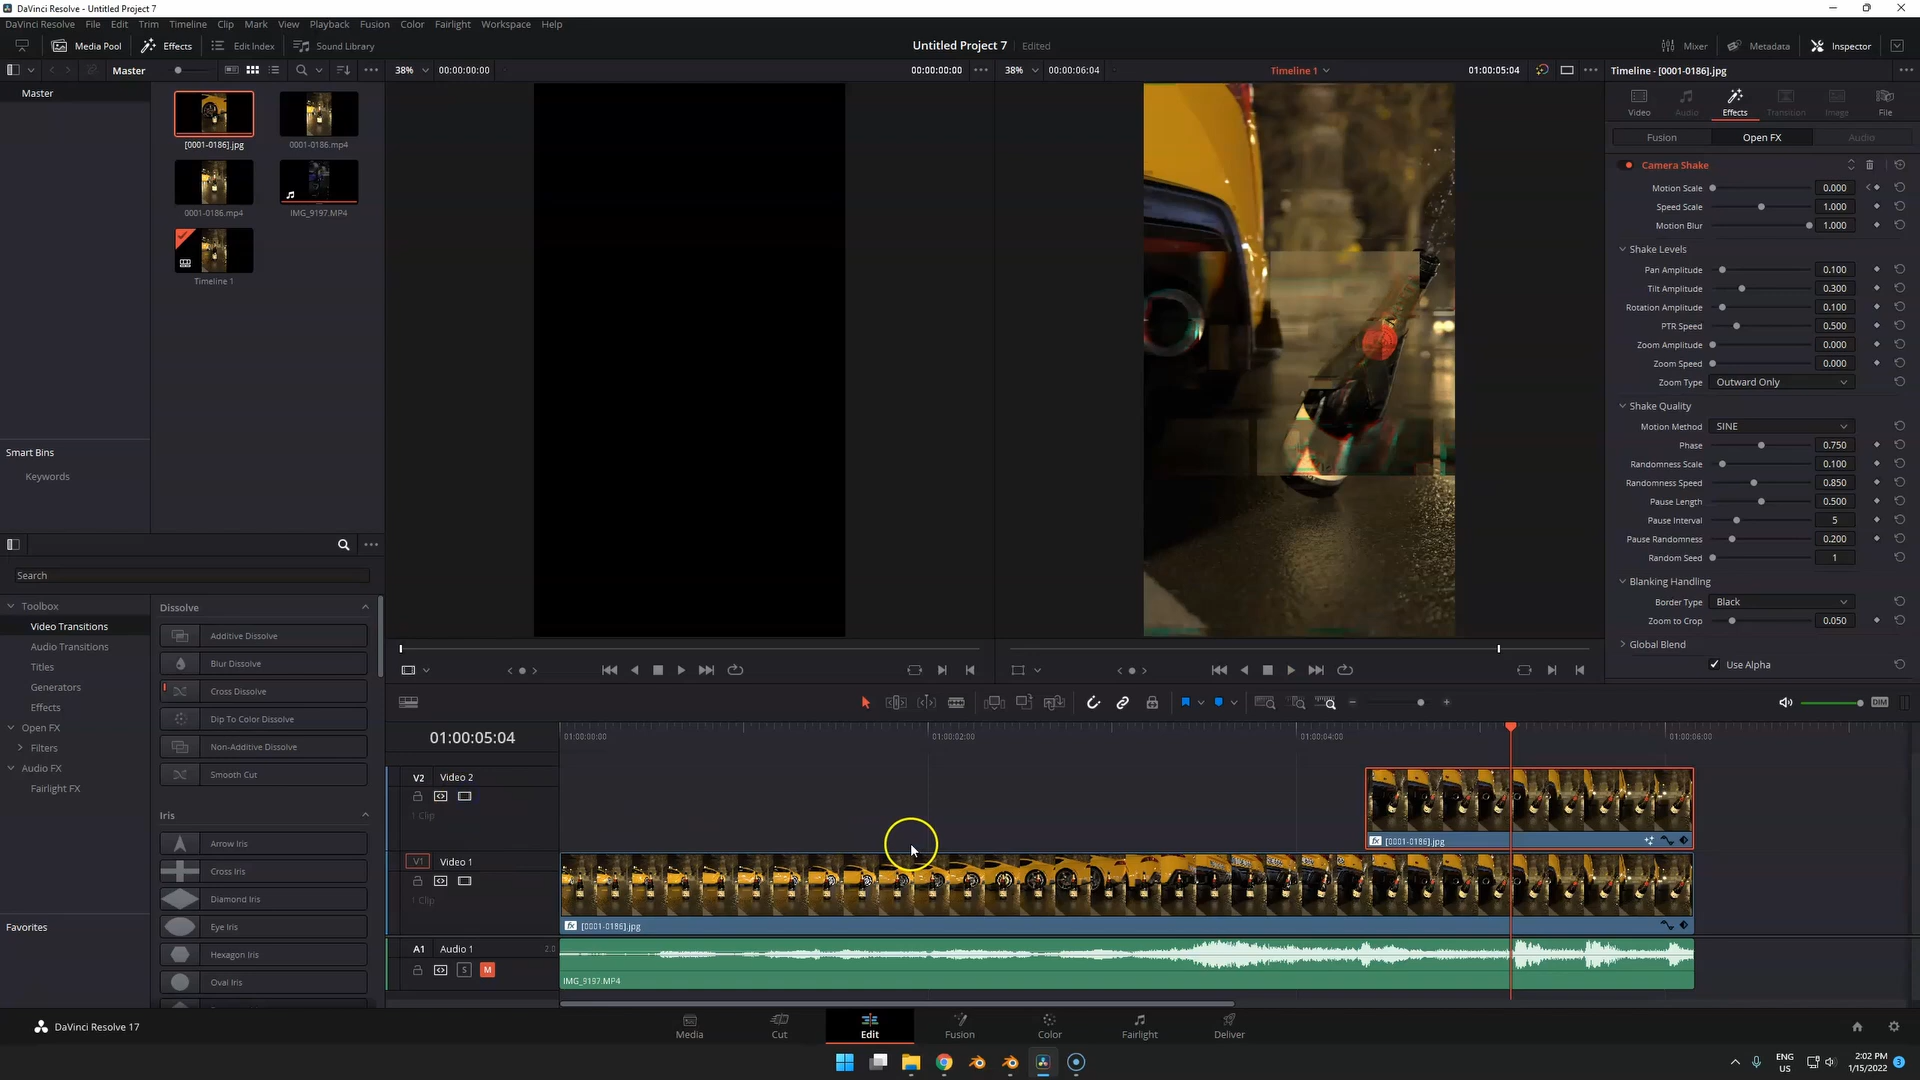 DaVinci Resolve - Untitled Project 7
DaVinci Resolve File Edit Trim Timeline Clip Mark View Playback Fusion Color Fairlight Workspace Help
Media Pool Effects Edit Index Sound Library
Untitled Project 7 Edited
Mixer Metadata Inspector
Master 38% 00:00:00:00 00:00:00:00 38% 00:00:06:04 Timeline 1 01:00:05:04 Timeline - [0001-0186].jpg
Master
[0001-0186].jpg 0001-0186.mp4
0001-0186.mp4 IMG_9197.MP4
Timeline 1
Video Audio Effects Transition Image File
Fusion Open FX Audio
Camera Shake
Motion Scale 0.000
Speed Scale 1.000
Motion Blur 1.000
Shake Levels
Pan Amplitude 0.100
Tilt Amplitude 0.300
Rotation Amplitude 0.100
PTR Speed 0.500
Zoom Amplitude 0.000
Zoom Speed 0.000
Zoom Type Outward Only
Shake Quality
Motion Method SINE
Phase 0.750
Randomness Scale 0.100
Randomness Speed 0.850
Pause Length 0.500
Pause Interval 5
Pause Randomness 0.200
Random Seed 1
Blanking Handling
Border Type Black
Zoom to Crop 0.050
Global Blend
Use Alpha
Smart Bins
Keywords
Search
Toolbox
Video Transitions
Audio Transitions
Titles
Generators
Effects
Open FX
Filters
Audio FX
Fairlight FX
Favorites
Dissolve
Additive Dissolve
Blur Dissolve
Cross Dissolve
Dip To Color Dissolve
Non-Additive Dissolve
Smooth Cut
Iris
Arrow Iris
Cross Iris
Diamond Iris
Eye Iris
Hexagon Iris
Oval Iris
DIM
01:00:05:04 01:00:00:00 01:00:02:00 01:00:04:00 01:00:06:00
V2 Video 2
1 Clip
[0001-0186].jpg
V1 Video 1
1 Clip
[0001-0186].jpg
A1 Audio 1 2.0
S M
IMG_9197.MP4
DaVinci Resolve 17
Media Cut Edit Fusion Color Fairlight Deliver
ENG
US
2:02 PM
1/15/2022
3